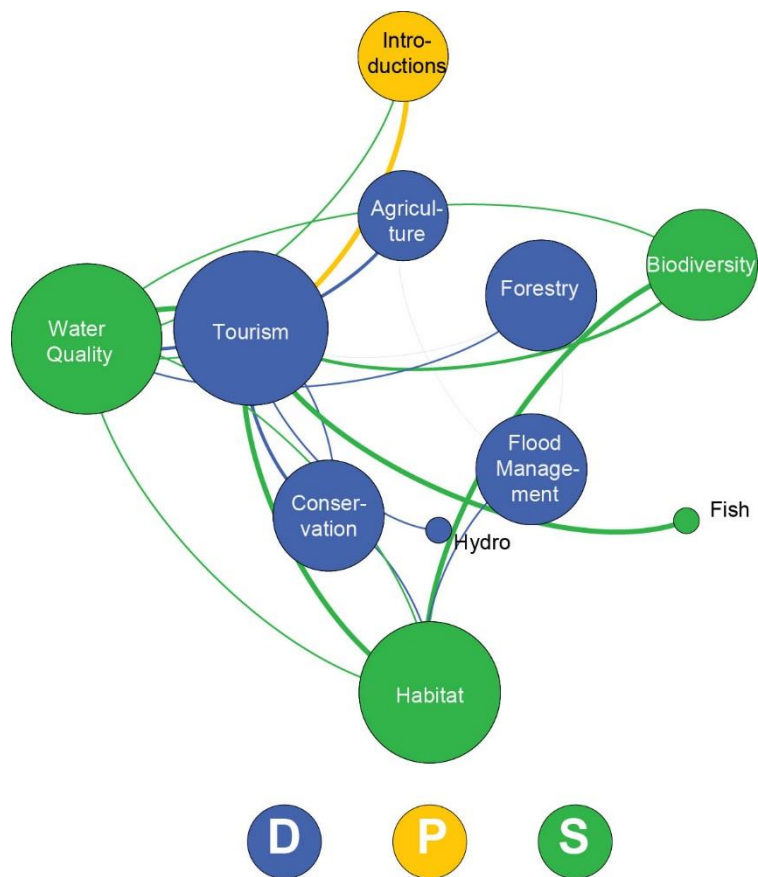 Intro-
ductions
Agricul-
ture
Biodiversity
Forestry
Water
Quality
Tourism
Flood
Manage-
ment
Conser-
vation
Fish
Hydro
Habitat
D P S